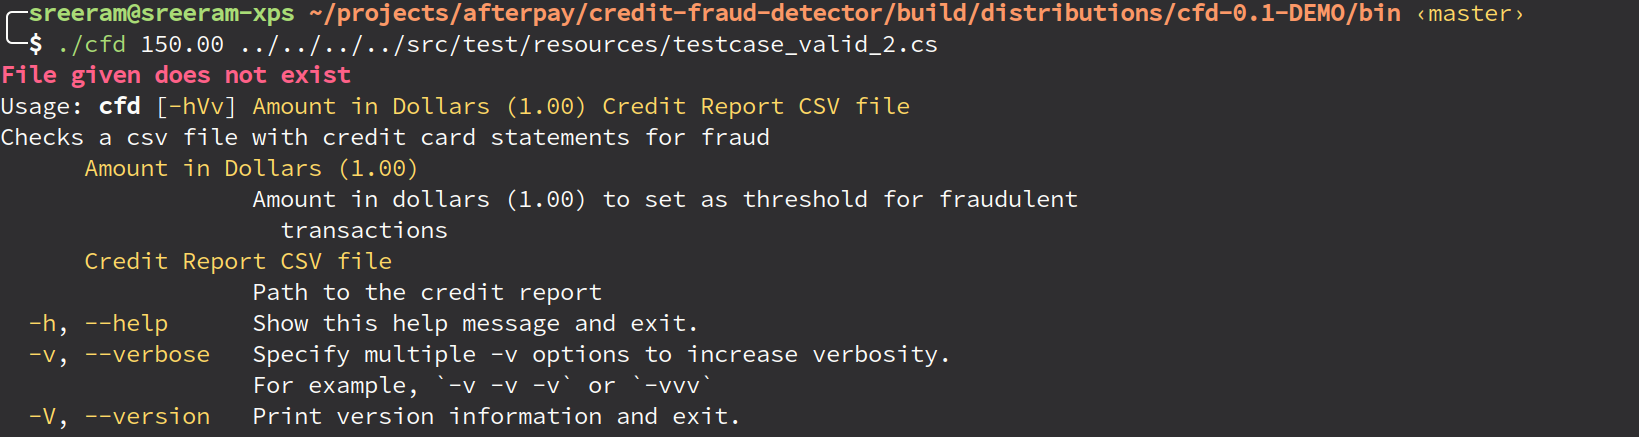 sreeram@sreeram-xps ~/projects/afterpay/credit-fraud-detector/build/distributions/cfd-0.1-DEMO/bin ‹master›
$ ./cfd 150.00 ../../../../src/test/resources/testcase_valid_2.cs
File given does not exist
Usage: cfd [-hVv] Amount in Dollars (1.00) Credit Report CSV file
Checks a csv file with credit card statements for fraud
Amount in Dollars (1.00)
Amount in dollars (1.00) to set as threshold for fraudulent
transactions
Credit Report CSV file
Path to the credit report
-h, --help Show this help message and exit.
-v, --verbose Specify multiple -v options to increase verbosity.
For example, `-v -v -v` or `-vvv`
-V, --version Print version information and exit.